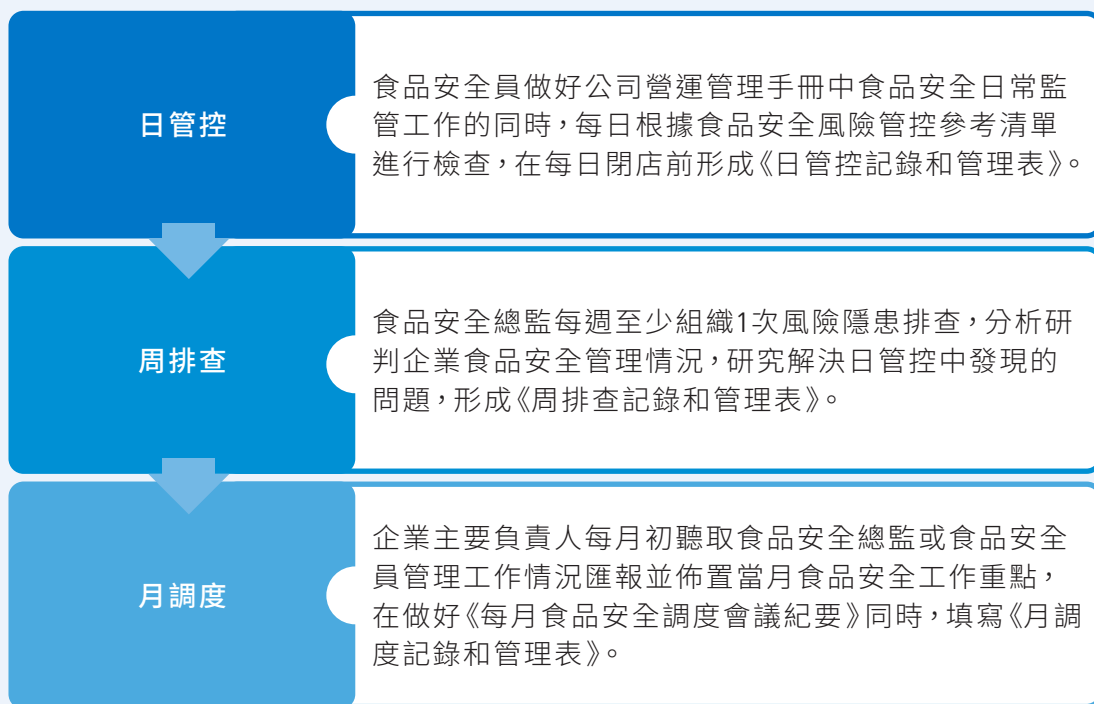 日管控
食品安全員做好公司營運管理手冊中食品安全日常監
管工作的同時，每日根據食品安全風險管控參考清單
進行檢查，在每日閉店前形成《日管控記錄和管理表》。
周排查
食品安全總監每週至少組織1次風險隱患排查，分析研
判企業食品安全管理情況，研究解決日管控中發現的
問題，形成《周排查記錄和管理表》。
月調度
企業主要負責人每月初聽取食品安全總監或食品安全
員管理工作情況匯報並佈置當月食品安全工作重點，
在做好《每月食品安全調度會議紀要》同時，填寫《月調
度記錄和管理表》。